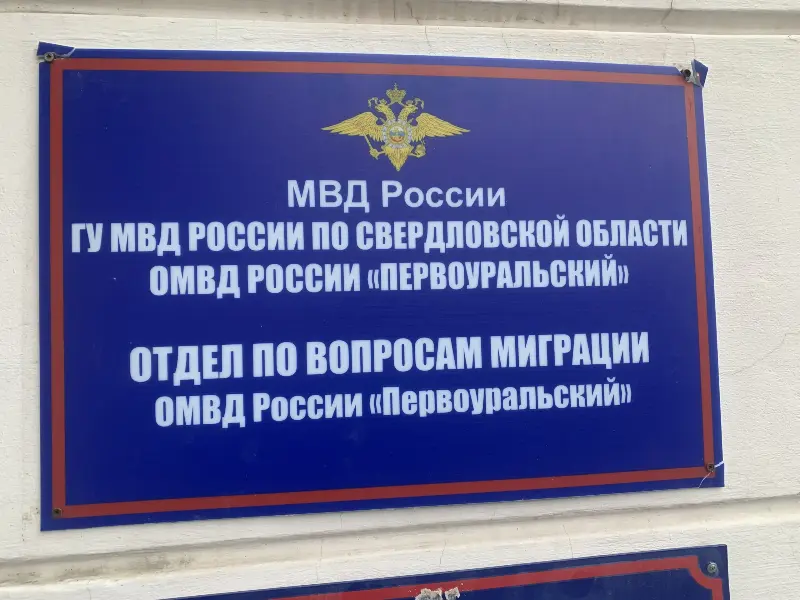 МВД России
ГУ МВД РОССИИ ПО СВЕРДЛОВСКОЙ ОБЛАСТИ
ОМВД РОССИИ «ПЕРВОУРАЛЬСКИЙ»
ОТДЕЛ ПО ВОПРОСАМ МИГРАЦИИ
ОМВД России «Первоуральский»